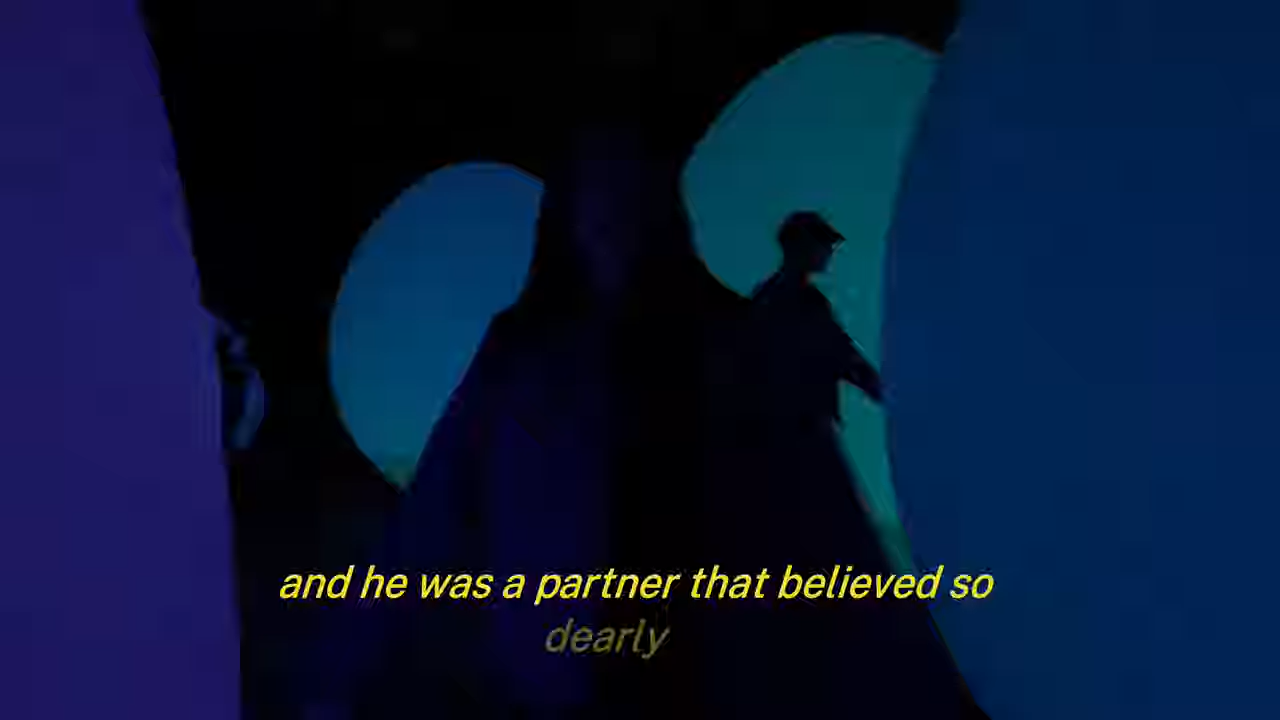 and he was a partner that believed so
dearly